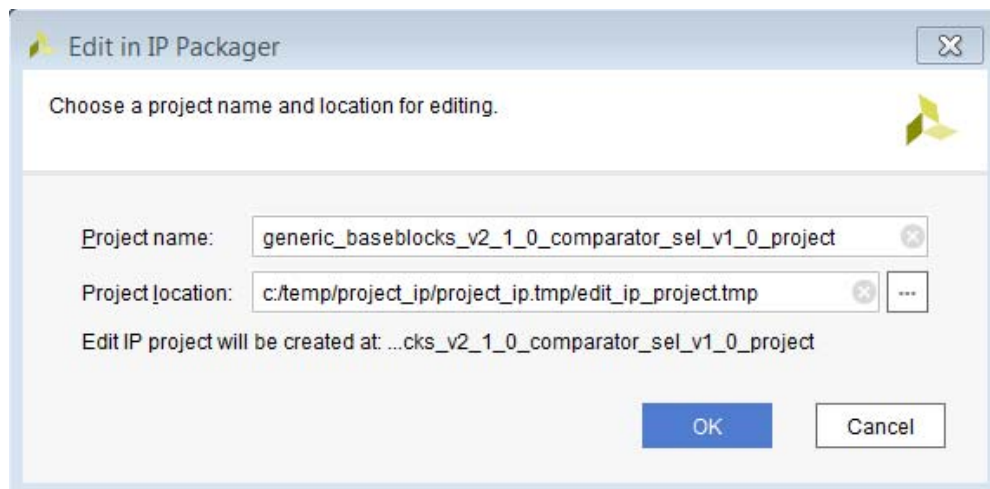 Edit in IP Packager
Choose a project name and location for editing.
Project name: generic_baseblocks_v2_1_0_comparator_sel_v1_0_project
Project location: c:/temp/project_ip/project_ip.tmp/edit_ip_project.tmp ...
Edit IP project will be created at: ...cks_v2_1_0_comparator_sel_v1_0_project
OK Cancel